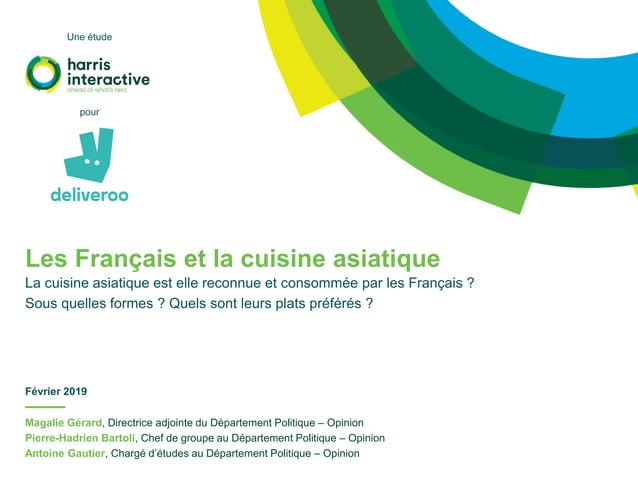 Une étude
harris
interactive
ahead of what's next
pour
deliveroo
Les Français et la cuisine asiatique
La cuisine asiatique est elle reconnue et consommée par les Français ?
Sous quelles formes ? Quels sont leurs plats préférés ?
Février 2019
Magalie Gérard, Directrice adjointe du Département Politique – Opinion
Pierre-Hadrien Bartoli, Chef de groupe au Département Politique – Opinion
Antoine Gautier, Chargé d’études au Département Politique – Opinion